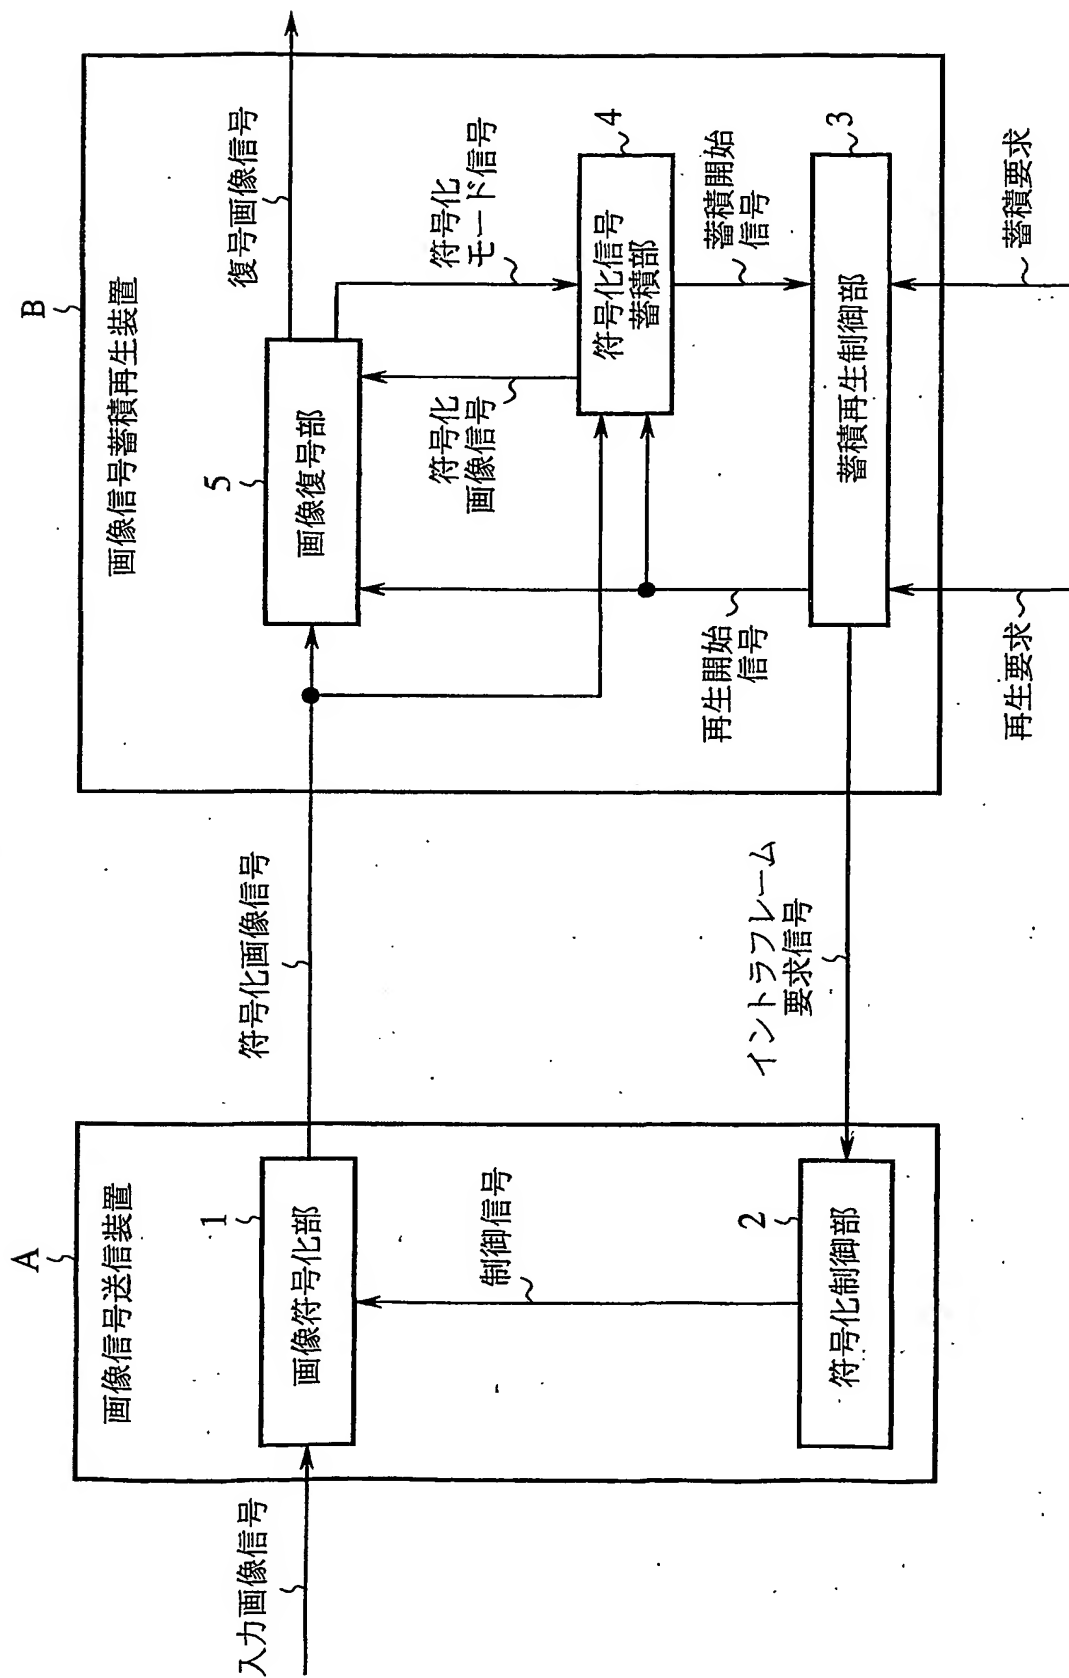 A
画像信号送信装置
入力画像信号
1
画像符号化部
制御信号
2
符号化制御部
符号化画像信号
イントラフレーム
要求信号
B
画像信号蓄積再生装置
5
画像復号部
復号画像信号
符号化
画像信号
符号化
モード信号
4
符号化信号
蓄積部
再生開始
信号
蓄積開始
信号
3
蓄積再生制御部
再生要求
蓄積要求